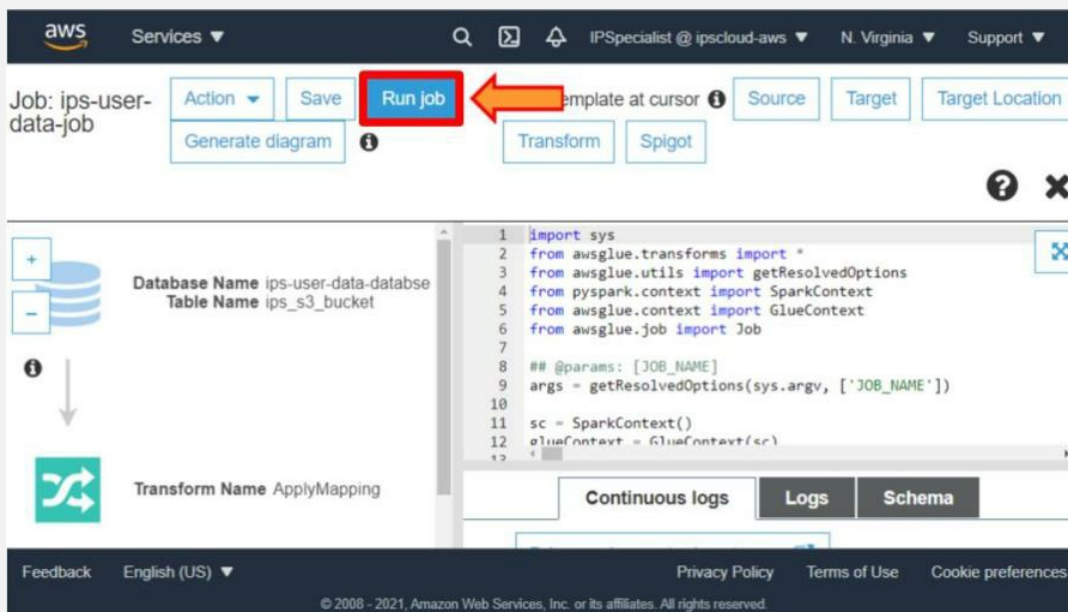 aws Services IPSpecialist @ ipscloud-aws N. Virginia Support
Job: ips-user-data-job
Action Save Run job emplate at cursor Source Target Target Location
Generate diagram Transform Spigot
Database Name ips-user-data-databse
Table Name ips_s3_bucket
Transform Name ApplyMapping
1 import sys
2 from awsglue.transforms import *
3 from awsglue.utils import getResolvedOptions
4 from pyspark.context import SparkContext
5 from awsglue.context import GlueContext
6 from awsglue.job import Job
7
8 ## @params: [JOB_NAME]
9 args = getResolvedOptions(sys.argv, ['JOB_NAME'])
10
11 sc = SparkContext()
12 glueContext = GlueContext(sc)
13
Continuous logs Logs Schema
Feedback English (US) Privacy Policy Terms of Use Cookie preferences
© 2008 - 2021, Amazon Web Services, Inc. or its affiliates. All rights reserved.